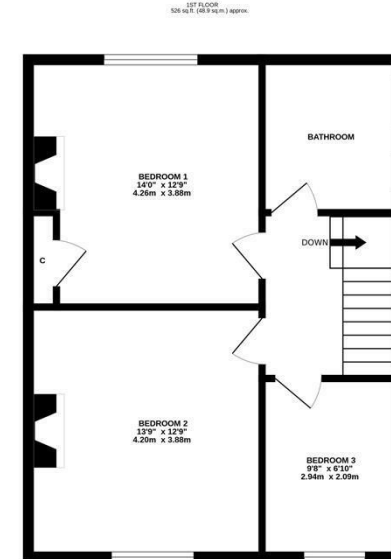 1ST FLOOR
526 sq.ft. (48.9 sq.m.) approx.
BATHROOM
BEDROOM 1
14'0" x 12'9"
4.26m x 3.88m
DOWN
C
BEDROOM 2
13'9" x 12'9"
4.20m x 3.88m
BEDROOM 3
9'8" x 6'10"
2.94m x 2.09m